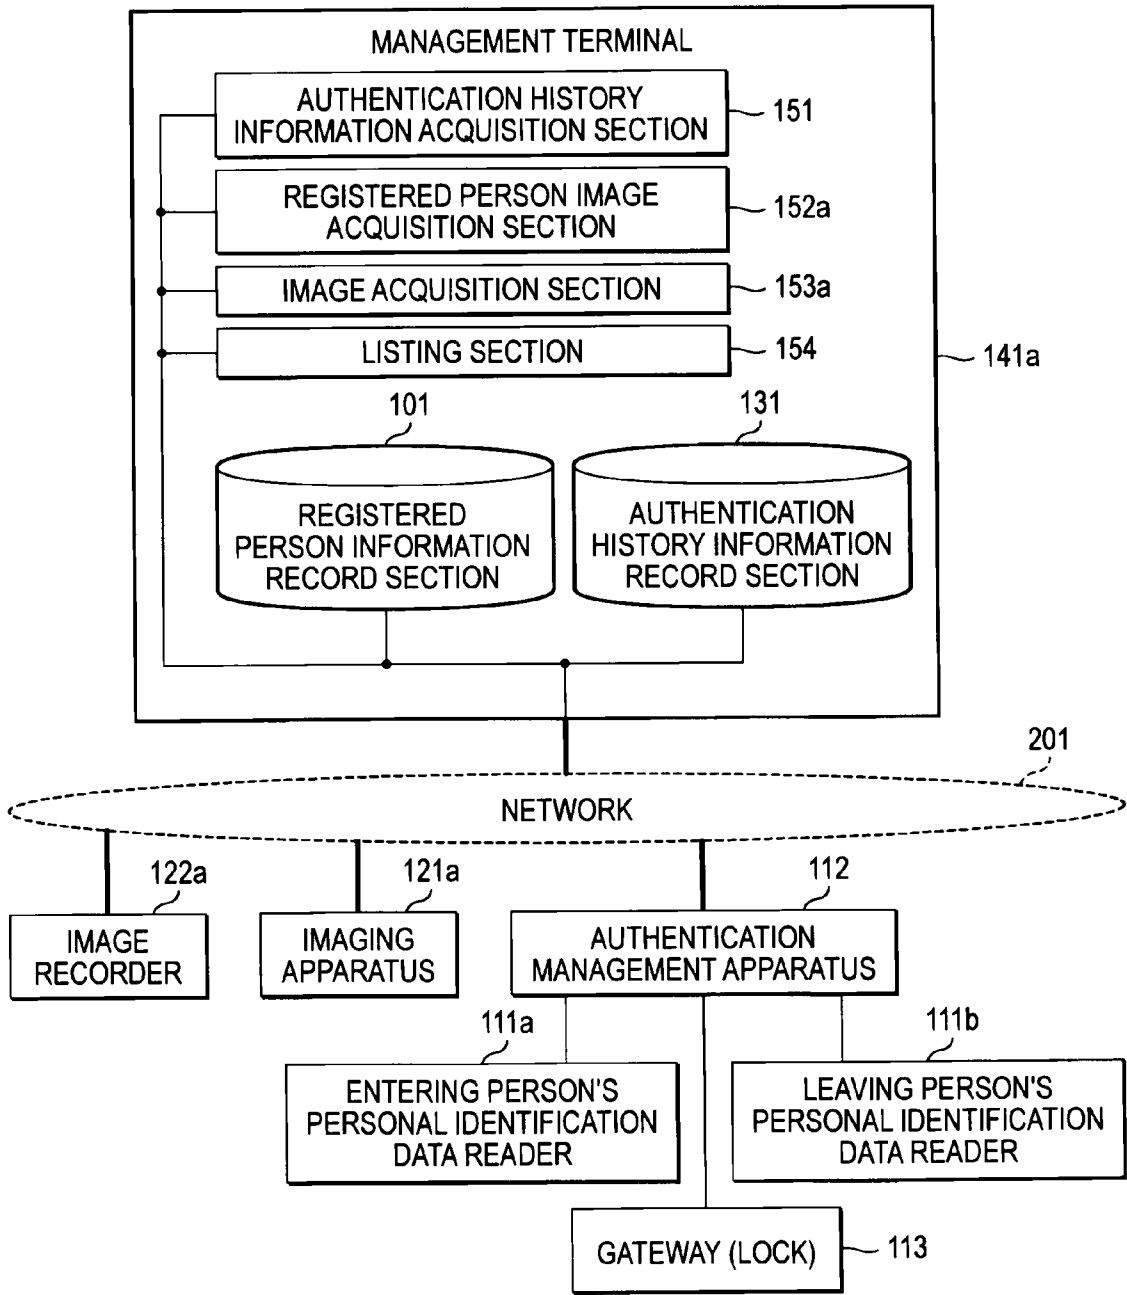 MANAGEMENT TERMINAL
AUTHENTICATION HISTORY
INFORMATION ACQUISITION SECTION
151
REGISTERED PERSON IMAGE
ACQUISITION SECTION
152a
IMAGE ACQUISITION SECTION
153a
LISTING SECTION
154
141a
101
131
REGISTERED
PERSON INFORMATION
RECORD SECTION
AUTHENTICATION
HISTORY INFORMATION
RECORD SECTION
201
NETWORK
122a
121a
112
IMAGE
RECORDER
IMAGING
APPARATUS
AUTHENTICATION
MANAGEMENT APPARATUS
111a
111b
ENTERING PERSON'S
PERSONAL IDENTIFICATION
DATA READER
LEAVING PERSON'S
PERSONAL IDENTIFICATION
DATA READER
GATEWAY (LOCK)
113